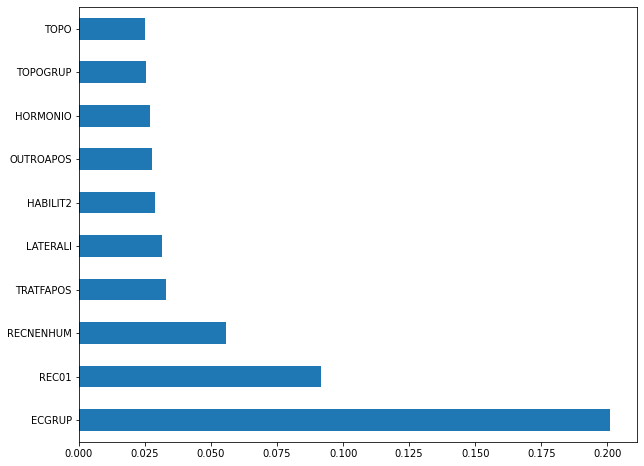 TOPO
TOPOGRUP
HORMONIO
OUTROAPOS
HABILIT2
LATERALI
TRATFAPOS
RECNENHUM
REC01
ECGRUP
0.000 0.025 0.050 0.075 0.100 0.125 0.150 0.175 0.200